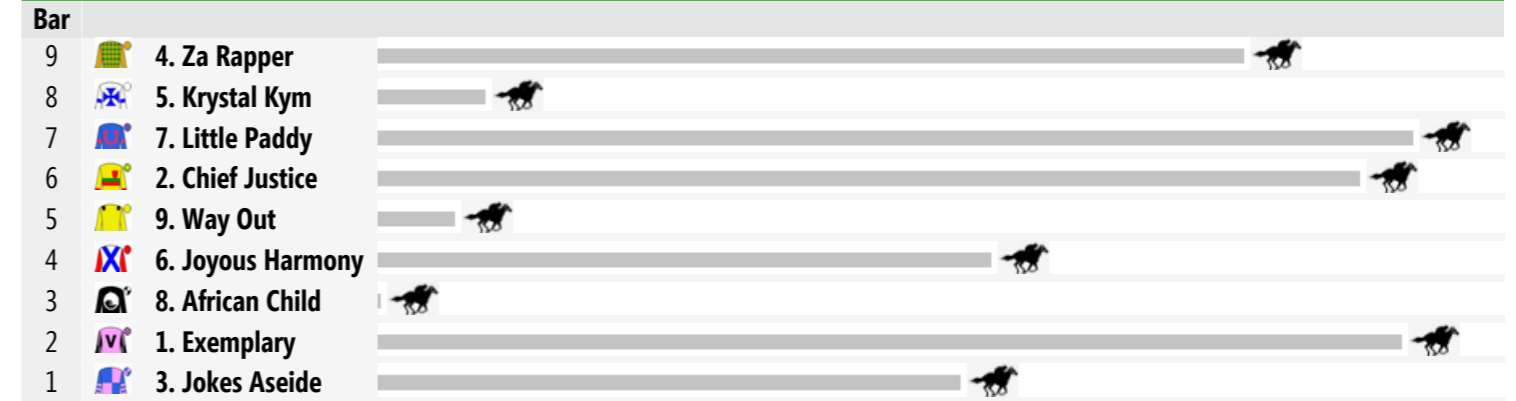 Bar
9 4. Za Rapper
8 5. Krystal Kym
7 7. Little Paddy
6 2. Chief Justice
5 9. Way Out
4 6. Joyous Harmony
3 8. African Child
2 V 1. Exemplary
1 3. Jokes Aseide